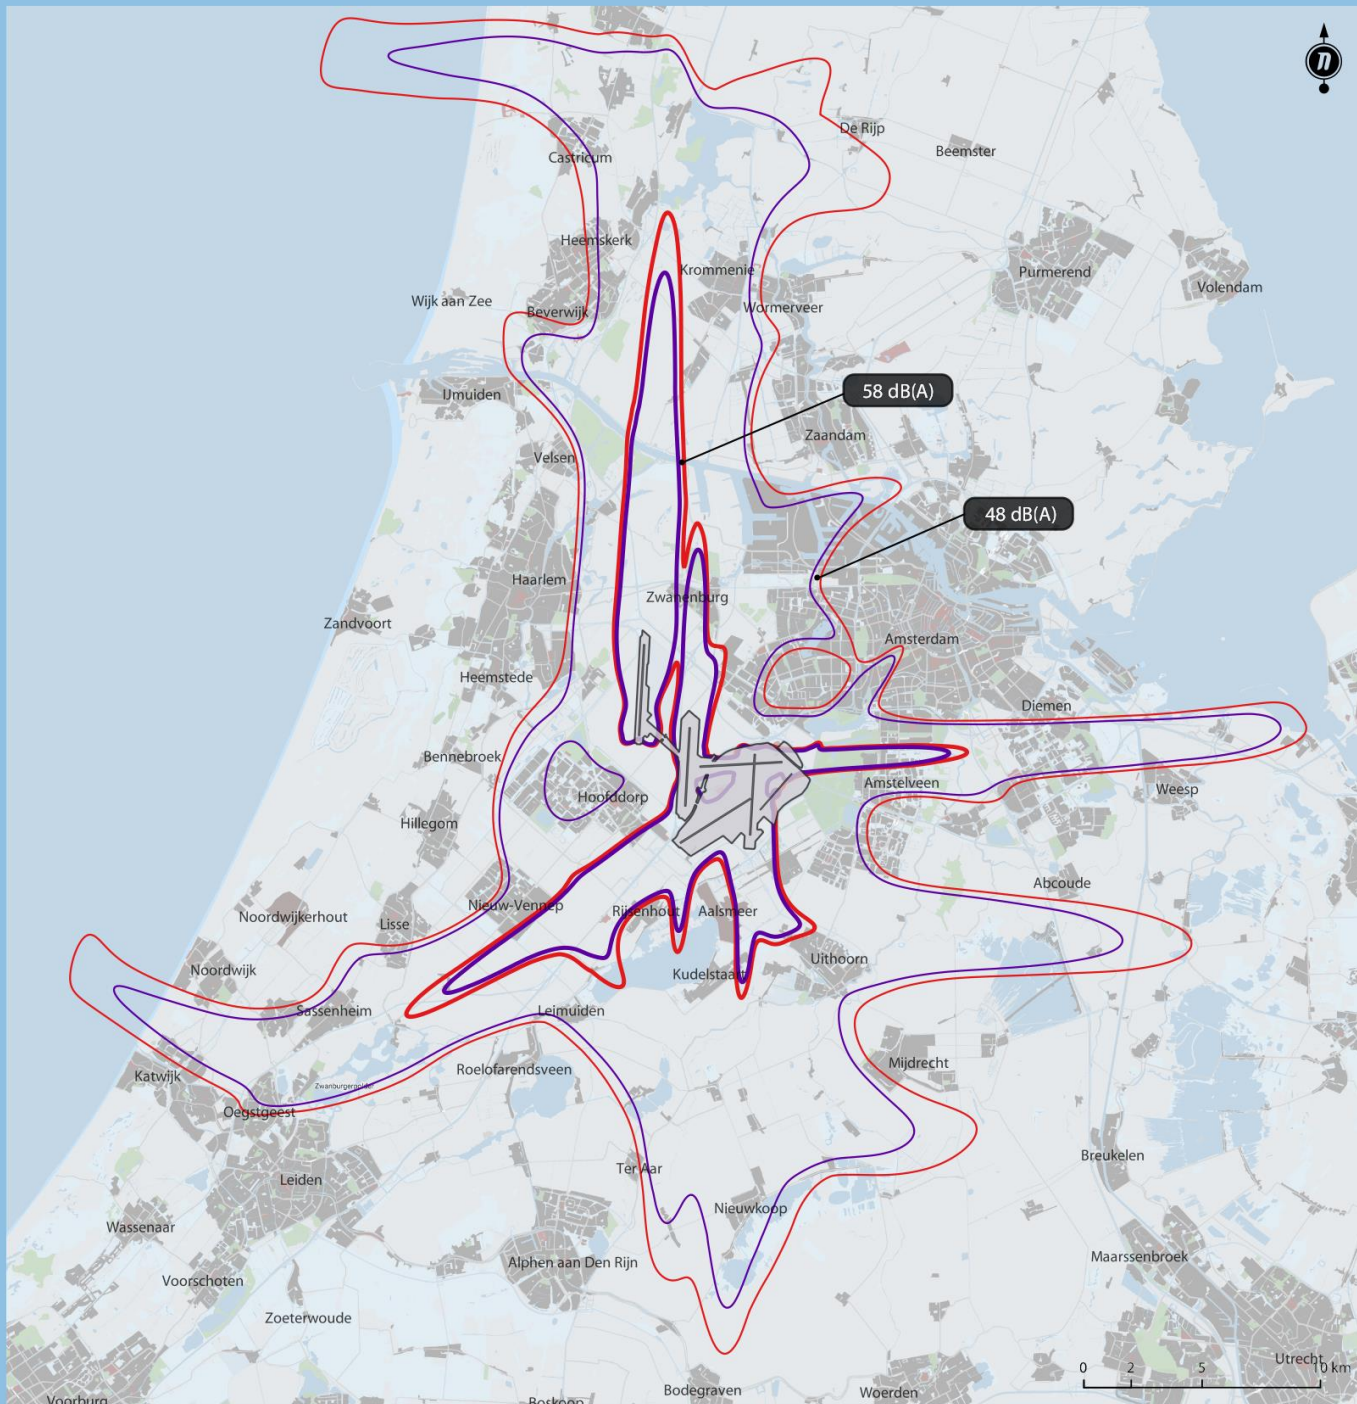 n
De Rijp
Beemster
Castricum
Heemskerk
Krommenie
Purmerend
Volendam
Wijk aan Zee
Beverwijk
Wormerveer
58 dB(A)
IJmuiden
Zaandam
Velsen
48 dB(A)
Haarlem
Zwanenburg
Zandvoort
Amsterdam
Heemstede
Diemen
Bennebroek
Amstelveen
Weesp
Hoofddorp
Hillegom
Abcoude
Nieuw-Vennep
Rijsenhout
Aalsmeer
Noordwijkerhout
Lisse
Uithoorn
Noordwijk
Kudelstaart
Sassenheim
Leimuiden
Mijdrecht
Roelofarendsveen
Katwijk
Zwanburgerpolder
Oegstgeest
Breukelen
Ter Aar
Leiden
Nieuwkoop
Wassenaar
Maarssenbroek
Alphen aan Den Rijn
Voorschoten
Zoeterwoude
Utrecht
0 2 5 10 km
Bodegraven
Woerden
Voorburg
Boskoop